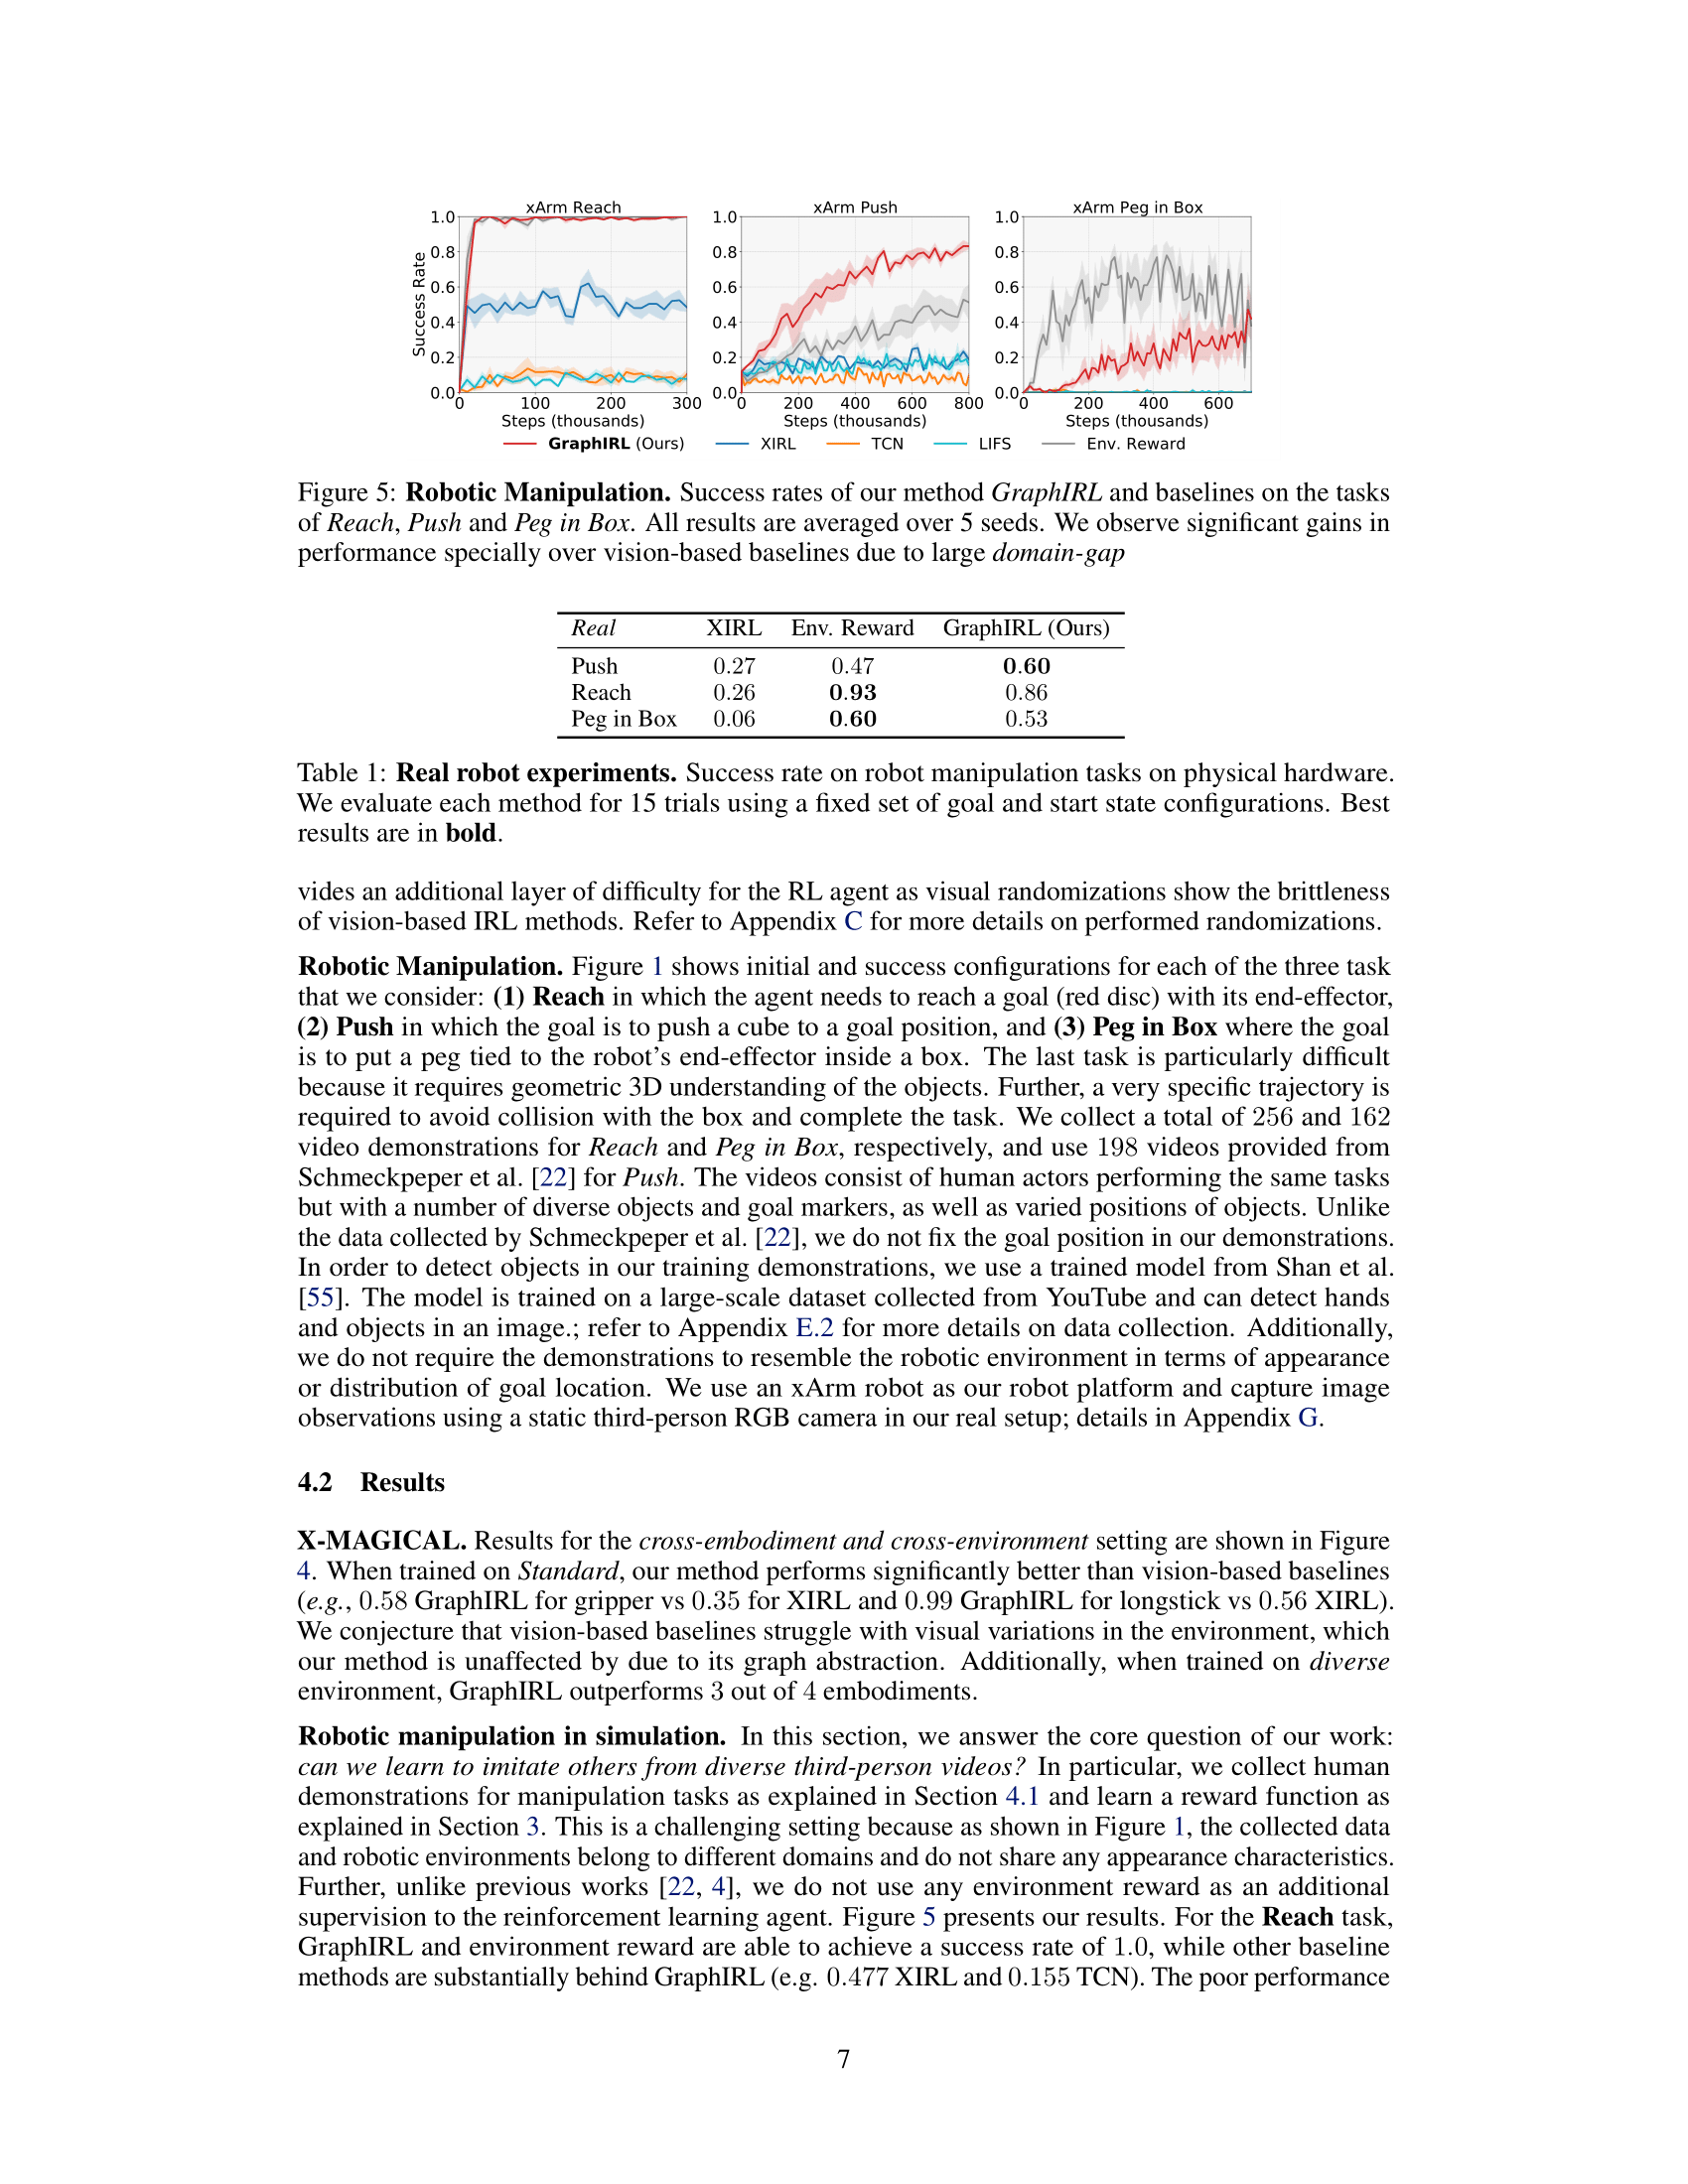 xArm Reach
xArm Push
xArm Peg in Box
Success Rate
1.0
0.8
0.6
0.4
0.2
0.0
0 100 200 300
Steps (thousands)
1.0
0.8
0.6
0.4
0.2
0.0
0 200 400 600 800
Steps (thousands)
1.0
0.8
0.6
0.4
0.2
0.0
0 200 400 600
Steps (thousands)
GraphIRL (Ours) XIRL TCN LIFS Env. Reward
Figure 5: Robotic Manipulation. Success rates of our method GraphIRL and baselines on the tasks
of Reach, Push and Peg in Box. All results are averaged over 5 seeds. We observe significant gains in
performance specially over vision-based baselines due to large domain-gap
Real XIRL Env. Reward GraphIRL (Ours)
Push 0.27 0.47 0.60
Reach 0.26 0.93 0.86
Peg in Box 0.06 0.60 0.53
Table 1: Real robot experiments. Success rate on robot manipulation tasks on physical hardware.
We evaluate each method for 15 trials using a fixed set of goal and start state configurations. Best
results are in bold.
vides an additional layer of difficulty for the RL agent as visual randomizations show the brittleness
of vision-based IRL methods. Refer to Appendix C for more details on performed randomizations.
Robotic Manipulation. Figure 1 shows initial and success configurations for each of the three task
that we consider: (1) Reach in which the agent needs to reach a goal (red disc) with its end-effector,
(2) Push in which the goal is to push a cube to a goal position, and (3) Peg in Box where the goal
is to put a peg tied to the robot's end-effector inside a box. The last task is particularly difficult
because it requires geometric 3D understanding of the objects. Further, a very specific trajectory is
required to avoid collision with the box and complete the task. We collect a total of 256 and 162
video demonstrations for Reach and Peg in Box, respectively, and use 198 videos provided from
Schmeckpeper et al. [22] for Push. The videos consist of human actors performing the same tasks
but with a number of diverse objects and goal markers, as well as varied positions of objects. Unlike
the data collected by Schmeckpeper et al. [22], we do not fix the goal position in our demonstrations.
In order to detect objects in our training demonstrations, we use a trained model from Shan et al.
[55]. The model is trained on a large-scale dataset collected from YouTube and can detect hands
and objects in an image.; refer to Appendix E.2 for more details on data collection. Additionally,
we do not require the demonstrations to resemble the robotic environment in terms of appearance
or distribution of goal location. We use an xArm robot as our robot platform and capture image
observations using a static third-person RGB camera in our real setup; details in Appendix G.
4.2 Results
X-MAGICAL. Results for the cross-embodiment and cross-environment setting are shown in Figure
4. When trained on Standard, our method performs significantly better than vision-based baselines
(e.g., 0.58 GraphIRL for gripper vs 0.35 for XIRL and 0.99 GraphIRL for longstick vs 0.56 XIRL).
We conjecture that vision-based baselines struggle with visual variations in the environment, which
our method is unaffected by due to its graph abstraction. Additionally, when trained on diverse
environment, GraphIRL outperforms 3 out of 4 embodiments.
Robotic manipulation in simulation. In this section, we answer the core question of our work:
can we learn to imitate others from diverse third-person videos? In particular, we collect human
demonstrations for manipulation tasks as explained in Section 4.1 and learn a reward function as
explained in Section 3. This is a challenging setting because as shown in Figure 1, the collected data
and robotic environments belong to different domains and do not share any appearance characteristics.
Further, unlike previous works [22, 4], we do not use any environment reward as an additional
supervision to the reinforcement learning agent. Figure 5 presents our results. For the Reach task,
GraphIRL and environment reward are able to achieve a success rate of 1.0, while other baseline
methods are substantially behind GraphIRL (e.g. 0.477 XIRL and 0.155 TCN). The poor performance
7